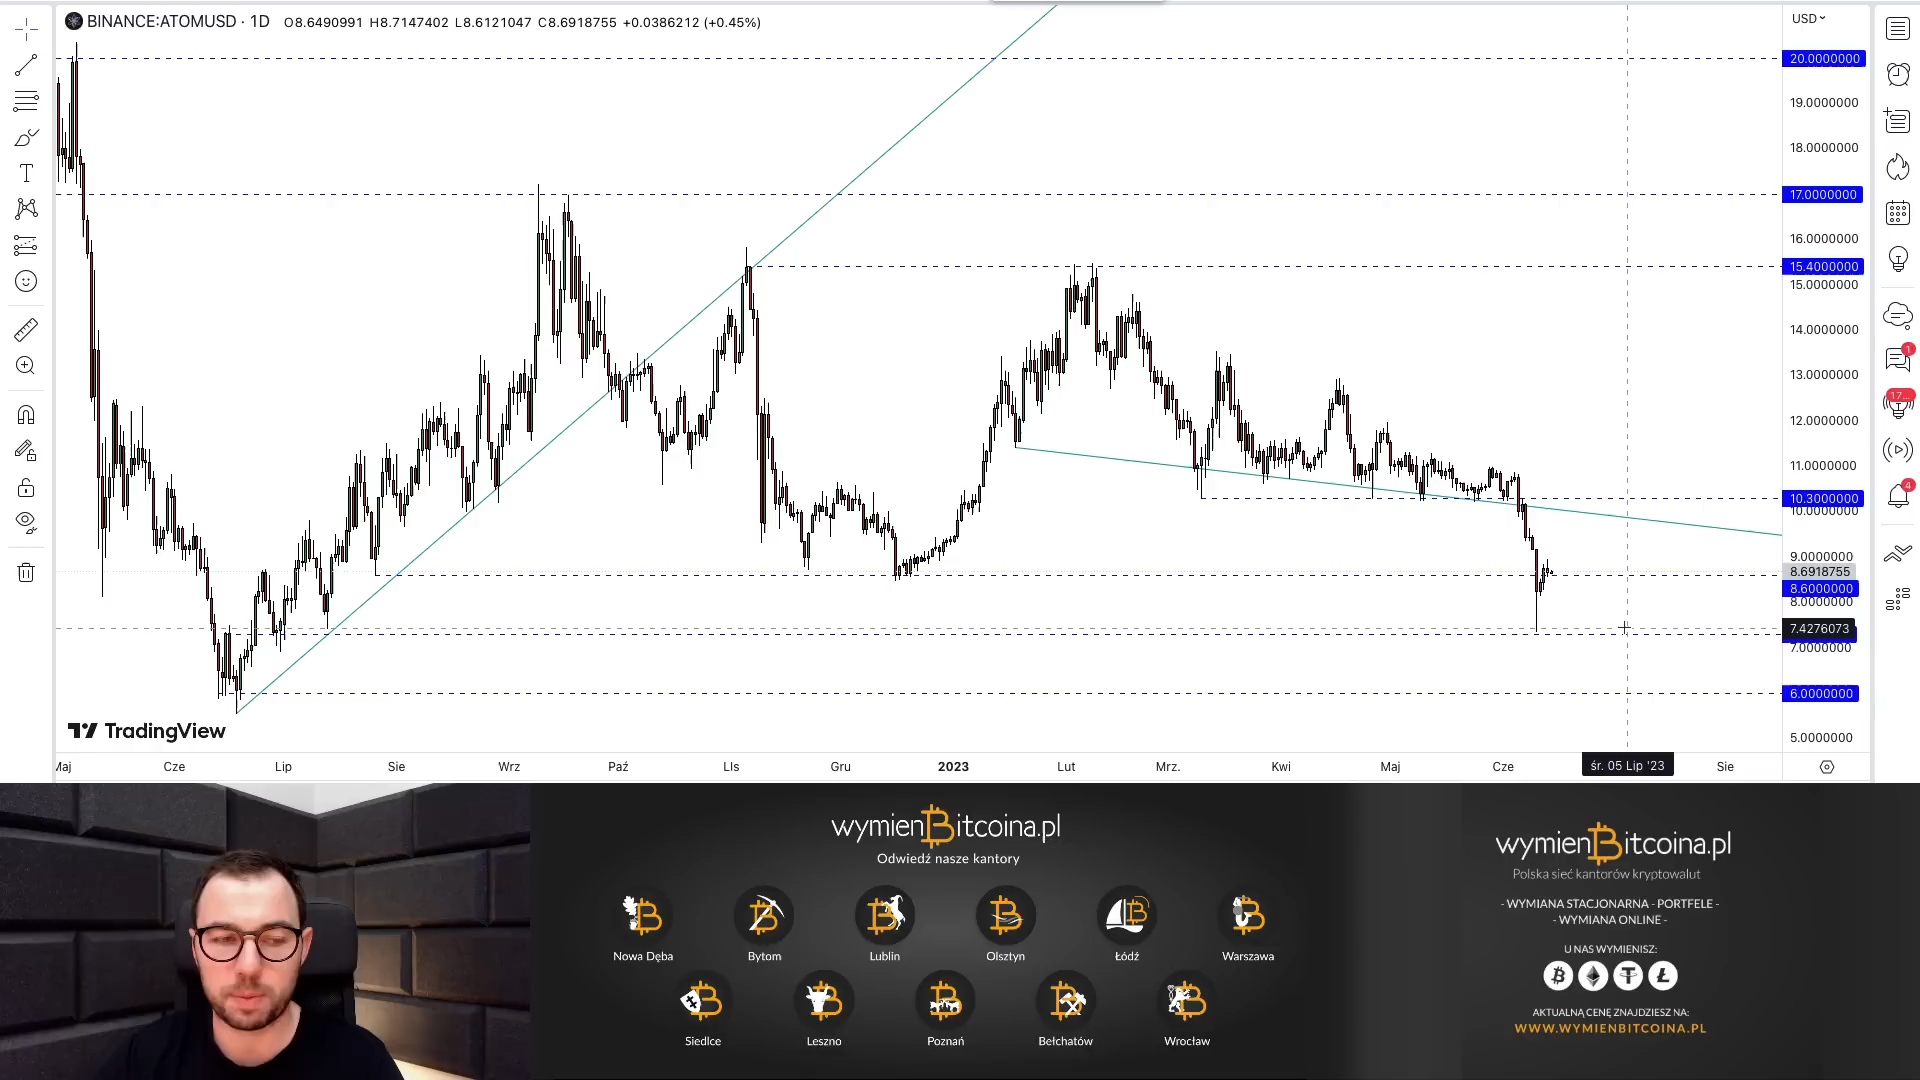 BINANCE:ATOMUSD · 1D O8.6490991 H8.7147402 L8.6121047 C8.6918755 +0.0386212 (+0.45%)
USD
20.0000000
19.0000000
18.0000000
17.0000000
16.0000000
15.4000000
15.0000000
14.0000000
13.0000000
12.0000000
11.0000000
10.3000000
10.0000000
9.0000000
8.6918755
8.6000000
8.0000000
7.4276073
7.0000000
6.0000000
5.0000000
1
17...
4
TradingView
Maj Cze Lip Sie Wrz Paź LIs Gru 2023 Lut Mrz. Kwi Maj Cze śr. 05 Lip '23 Sie
wymienBitcoina.pl
Odwiedź nasze kantory
Nowa Dęba Bytom Lublin Olsztyn Łódź Warszawa
Siedlce Leszno Poznań Bełchatów Wrocław
wymienBitcoina.pl
Polska sieć kantorów kryptowalut
- WYMIANA STACJONARNA - PORTFELE -
- WYMIANA ONLINE -
U NAS WYMIENISZ:
AKTUALNĄ CENĘ ZNAJDZIESZ NA:
WWW.WYMIENBITCOINA.PL